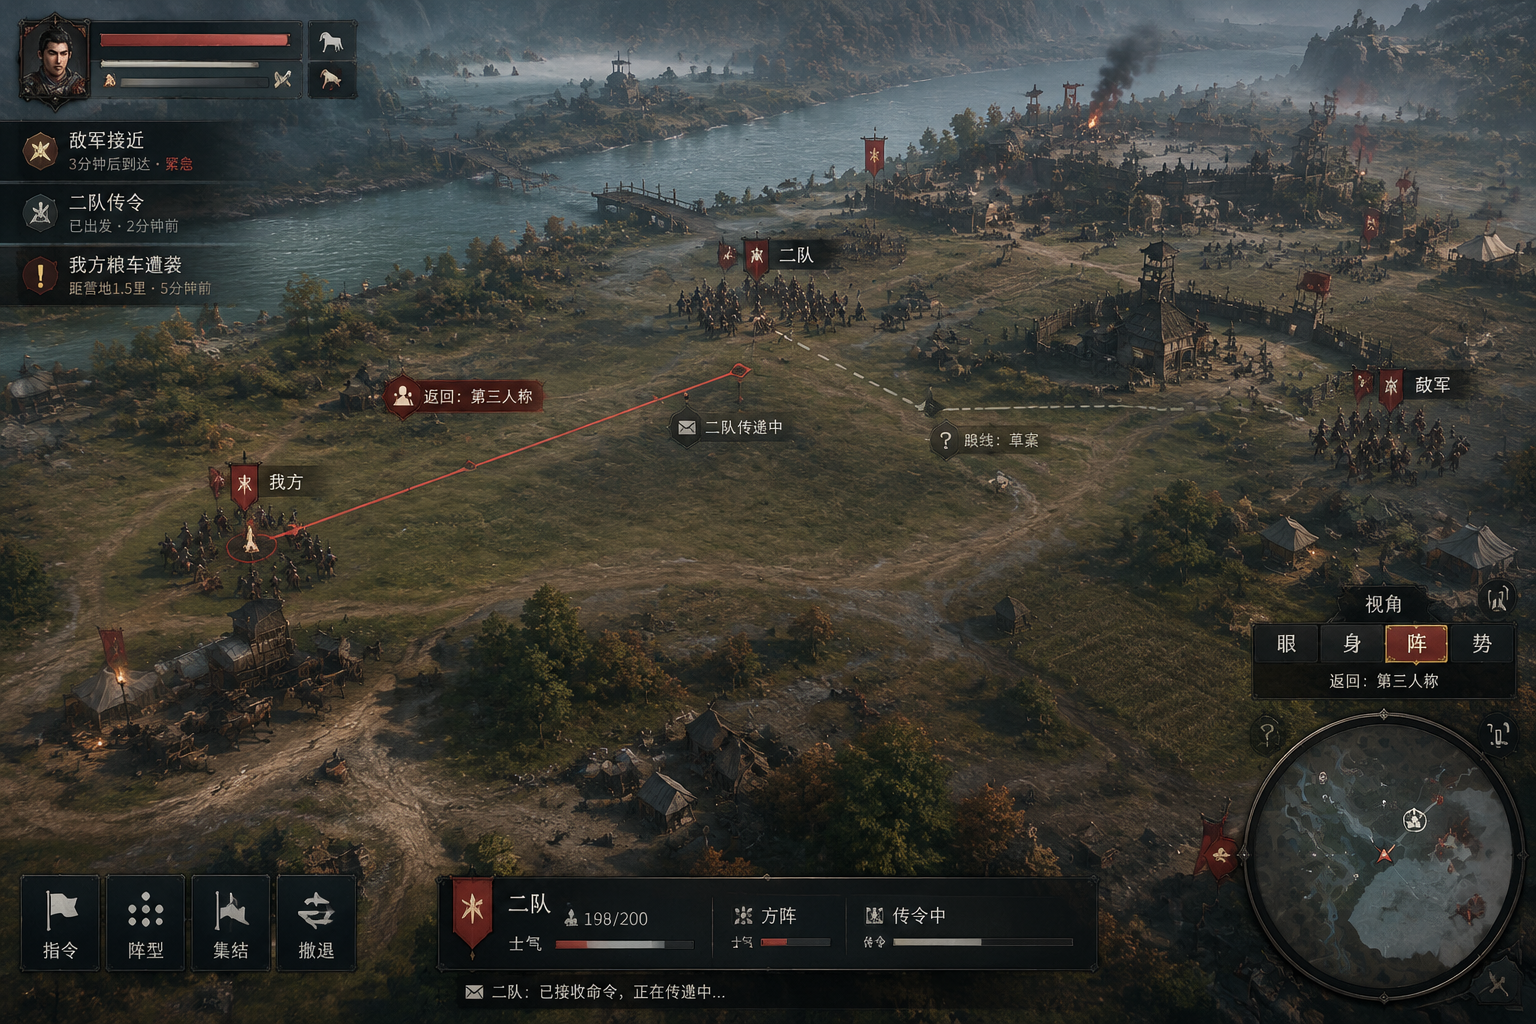 敌军接近
3分钟后到达·紧急
二队传令
已出发·2分钟前
我方粮车遭袭
距营地1.5里·5分钟前
二队
敌军
返回：第三人称
二队传递中
?
草案
我方
视角
眼
身
阵
势
返回：第三人称
?
指令
阵型
集结
撤退
二队
198/200
士气
方阵
士气
传令中
传令
二队：已接收命令，正在传递中...